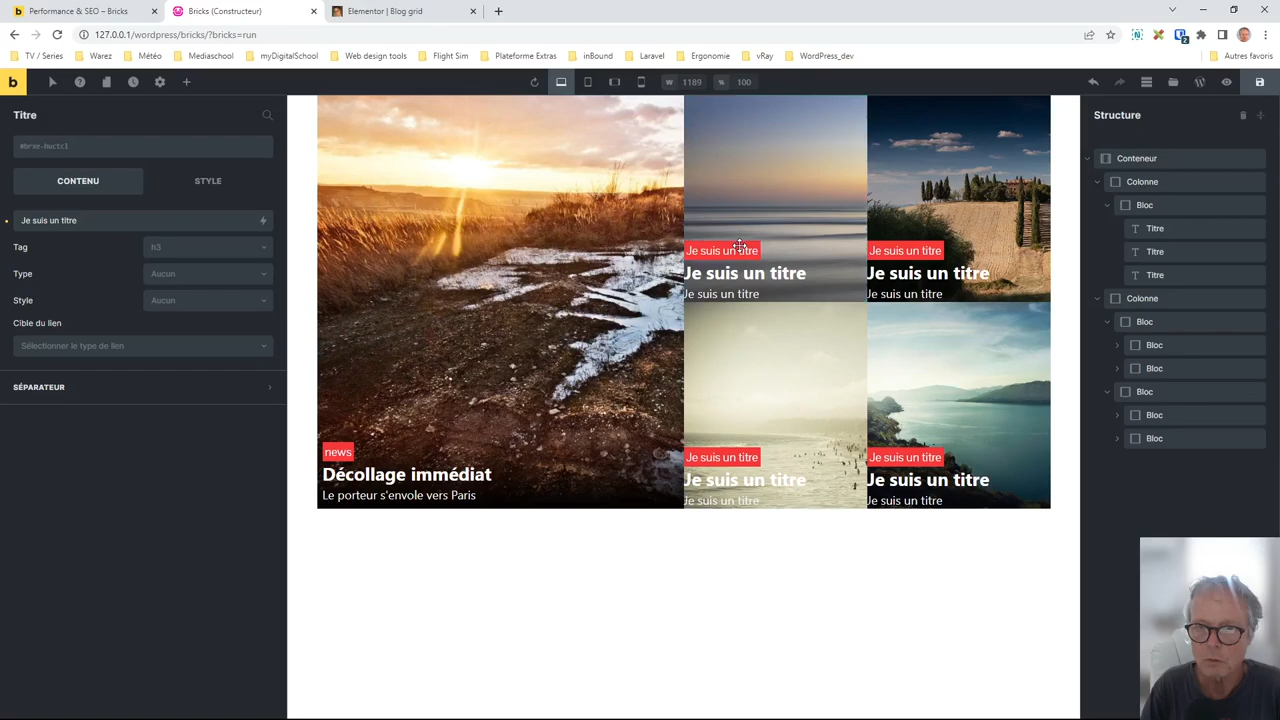 Performance & SEO – Bricks
Bricks (Constructeur)
Elementor | Blog grid
127.0.0.1/wordpress/bricks/?bricks=run
TV / Series
Warez
Météo
Mediaschool
myDigitalSchool
Web design tools
Flight Sim
Plateforme Extras
inBound
Laravel
Ergonomie
vRay
WordPress_dev
Autres favoris
b
W 1189 % 100
Titre
#brxe-huctcl
CONTENU
STYLE
Je suis un titre
Tag
h3
Type
Aucun
Style
Aucun
Cible du lien
Sélectionner le type de lien
SÉPARATEUR
news
Décollage immédiat
Le porteur s'envole vers Paris
Je suis un titre
Je suis un titre
Je suis un titre
Je suis un titre
Je suis un titre
Je suis un titre
Je suis un titre
Je suis un titre
Je suis un titre
Je suis un titre
Je suis un titre
Je suis un titre
Structure
Conteneur
Colonne
Bloc
T Titre
T Titre
T Titre
Colonne
Bloc
Bloc
Bloc
Bloc
Bloc
Bloc